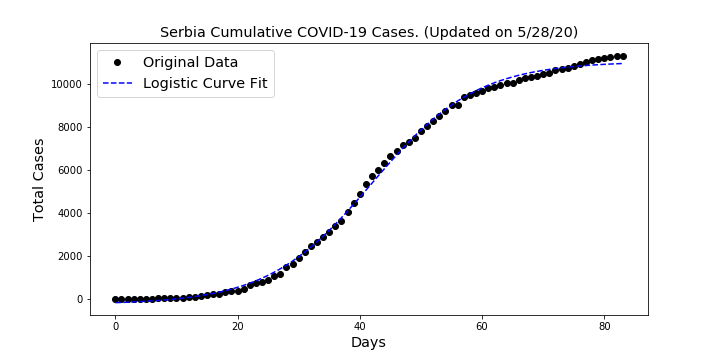 Serbia Cumulative COVID-19 Cases. (Updated on 5/28/20)
Original Data
Logistic Curve Fit
Total Cases
10000
8000
6000
4000
2000
0
0 20 40 60 80
Days